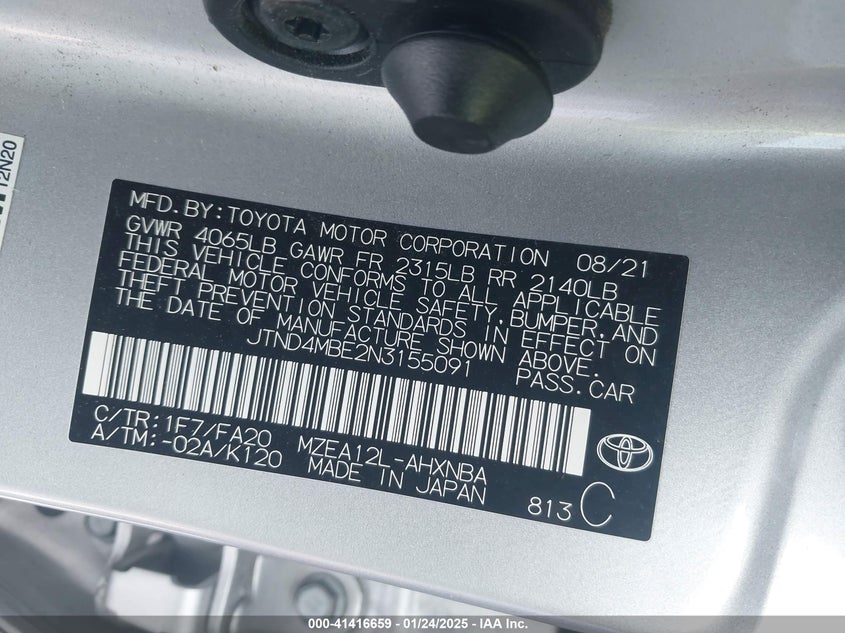 12N20
MFD.BY:TOYOTA MOTOR CORPORATION 08/21
GVWR 4065LB GAWR FR 2315LB RR 2140LB
THIS VEHICLE CONFORMS TO ALL APPLICABLE
FEDERAL MOTOR VEHICLE SAFETY,BUMPER,AND
THEFT PREVENTION STANDARDS IN EFFECT ON
THE DATE OF MANUFACTURE SHOWN ABOVE.
JTND4MBE2N3155091 PASS.CAR
C/TR:1F7/FA20 MZEA12L-AHXNBA
A/TM:-02A/K120 MADE IN JAPAN
813 C
000-41416659 - 01/24/2025 - IAA Inc.